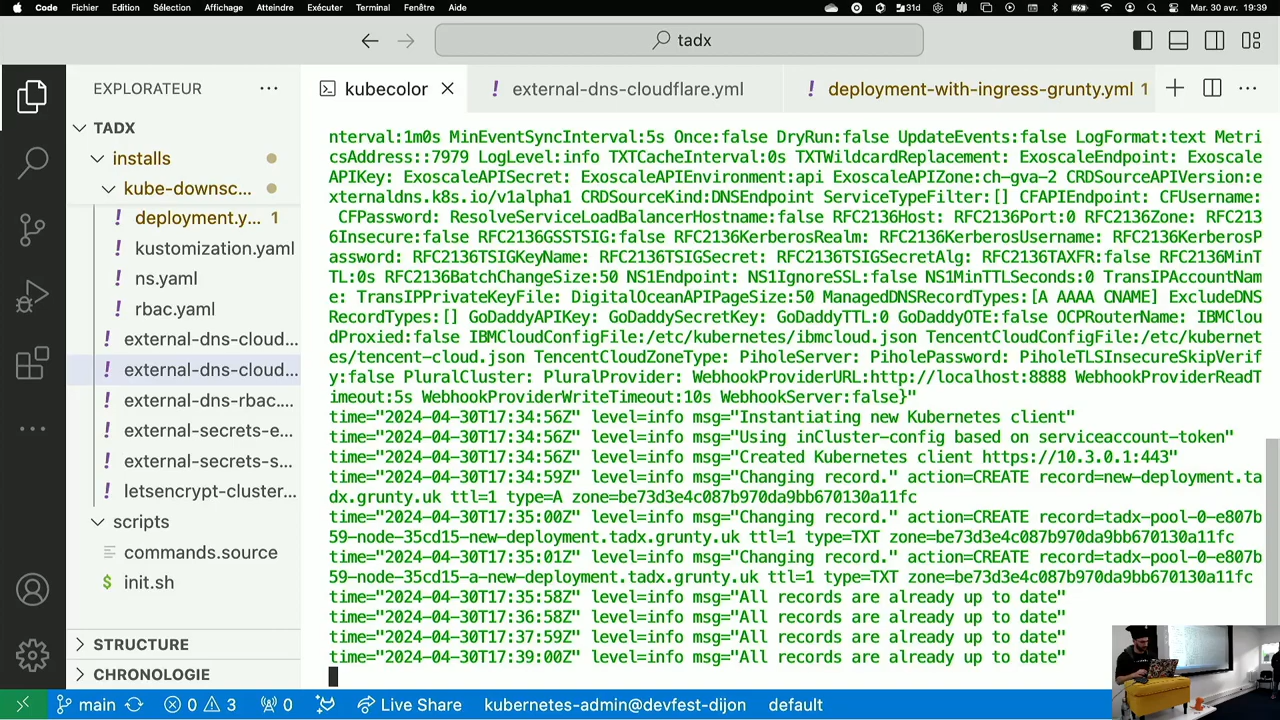 Code Fichier Edition Sélection Affichage Atteindre Exécuter Terminal Fenêtre Aide 31d Mar. 30 avr. 19:39
tadx
EXPLORATEUR
kubecolor
! external-dns-cloudflare.yml
! deployment-with-ingress-grunty.yml 1
TADX
installs
kube-downsc...
! deployment.y... 1
! kustomization.yaml
! ns.yaml
! rbac.yaml
! external-dns-cloud...
! external-dns-cloud...
! external-dns-rbac....
! external-secrets-e...
! external-secrets-s...
! letsencrypt-cluster...
scripts
commands.source
$ init.sh
STRUCTURE
CHRONOLOGIE
nterval:1m0s MinEventSyncInterval:5s Once:false DryRun:false UpdateEvents:false LogFormat:text Metri
csAddress::7979 LogLevel:info TXTCacheInterval:0s TXTWildcardReplacement: ExoscaleEndpoint: Exoscale
APIKey: ExoscaleAPISecret: ExoscaleAPIEnvironment:api ExoscaleAPIZone:ch-gva-2 CRDSourceAPIVersion:e
xternaldns.k8s.io/v1alpha1 CRDSourceKind:DNSEndpoint ServiceTypeFilter:[] CFAPIEndpoint: CFUsername:
CFPassword: ResolveServiceLoadBalancerHostname:false RFC2136Host: RFC2136Port:0 RFC2136Zone: RFC213
6Insecure:false RFC2136GSSTSIG:false RFC2136KerberosRealm: RFC2136KerberosUsername: RFC2136KerberosP
assword: RFC2136TSIGKeyName: RFC2136TSIGSecret: RFC2136TSIGSecretAlg: RFC2136TAXFR:false RFC2136MinT
TL:0s RFC2136BatchChangeSize:50 NS1Endpoint: NS1IgnoreSSL:false NS1MinTTLSeconds:0 TransIPAccountNam
e: TransIPPrivateKeyFile: DigitalOceanAPIPageSize:50 ManagedDNSRecordTypes:[A AAAA CNAME] ExcludeDNS
RecordTypes:[] GoDaddyAPIKey: GoDaddySecretKey: GoDaddyTTL:0 GoDaddyOTE:false OCPRouterName: IBMClou
dProxied:false IBMCloudConfigFile:/etc/kubernetes/ibmcloud.json TencentCloudConfigFile:/etc/kubernet
es/tencent-cloud.json TencentCloudZoneType: PiholeServer: PiholePassword: PiholeTLSInsecureSkipVerif
y:false PluralCluster: PluralProvider: WebhookProviderURL:http://localhost:8888 WebhookProviderReadT
imeout:5s WebhookProviderWriteTimeout:10s WebhookServer:false}"
time="2024-04-30T17:34:56Z" level=info msg="Instantiating new Kubernetes client"
time="2024-04-30T17:34:56Z" level=info msg="Using inCluster-config based on serviceaccount-token"
time="2024-04-30T17:34:56Z" level=info msg="Created Kubernetes client https://10.3.0.1:443"
time="2024-04-30T17:34:59Z" level=info msg="Changing record." action=CREATE record=new-deployment.ta
dx.grunty.uk ttl=1 type=A zone=be73d3e4c087b970da9bb670130a11fc
time="2024-04-30T17:35:00Z" level=info msg="Changing record." action=CREATE record=tadx-pool-0-e807b
59-node-35cd15-new-deployment.tadx.grunty.uk ttl=1 type=TXT zone=be73d3e4c087b970da9bb670130a11fc
time="2024-04-30T17:35:01Z" level=info msg="Changing record." action=CREATE record=tadx-pool-0-e807b
59-node-35cd15-a-new-deployment.tadx.grunty.uk ttl=1 type=TXT zone=be73d3e4c087b970da9bb670130a11fc
time="2024-04-30T17:35:58Z" level=info msg="All records are already up to date"
time="2024-04-30T17:36:58Z" level=info msg="All records are already up to date"
time="2024-04-30T17:37:59Z" level=info msg="All records are already up to date"
time="2024-04-30T17:39:00Z" level=info msg="All records are already up to date"
main 0 3 0 Live Share kubernetes-admin@devfest-dijon default